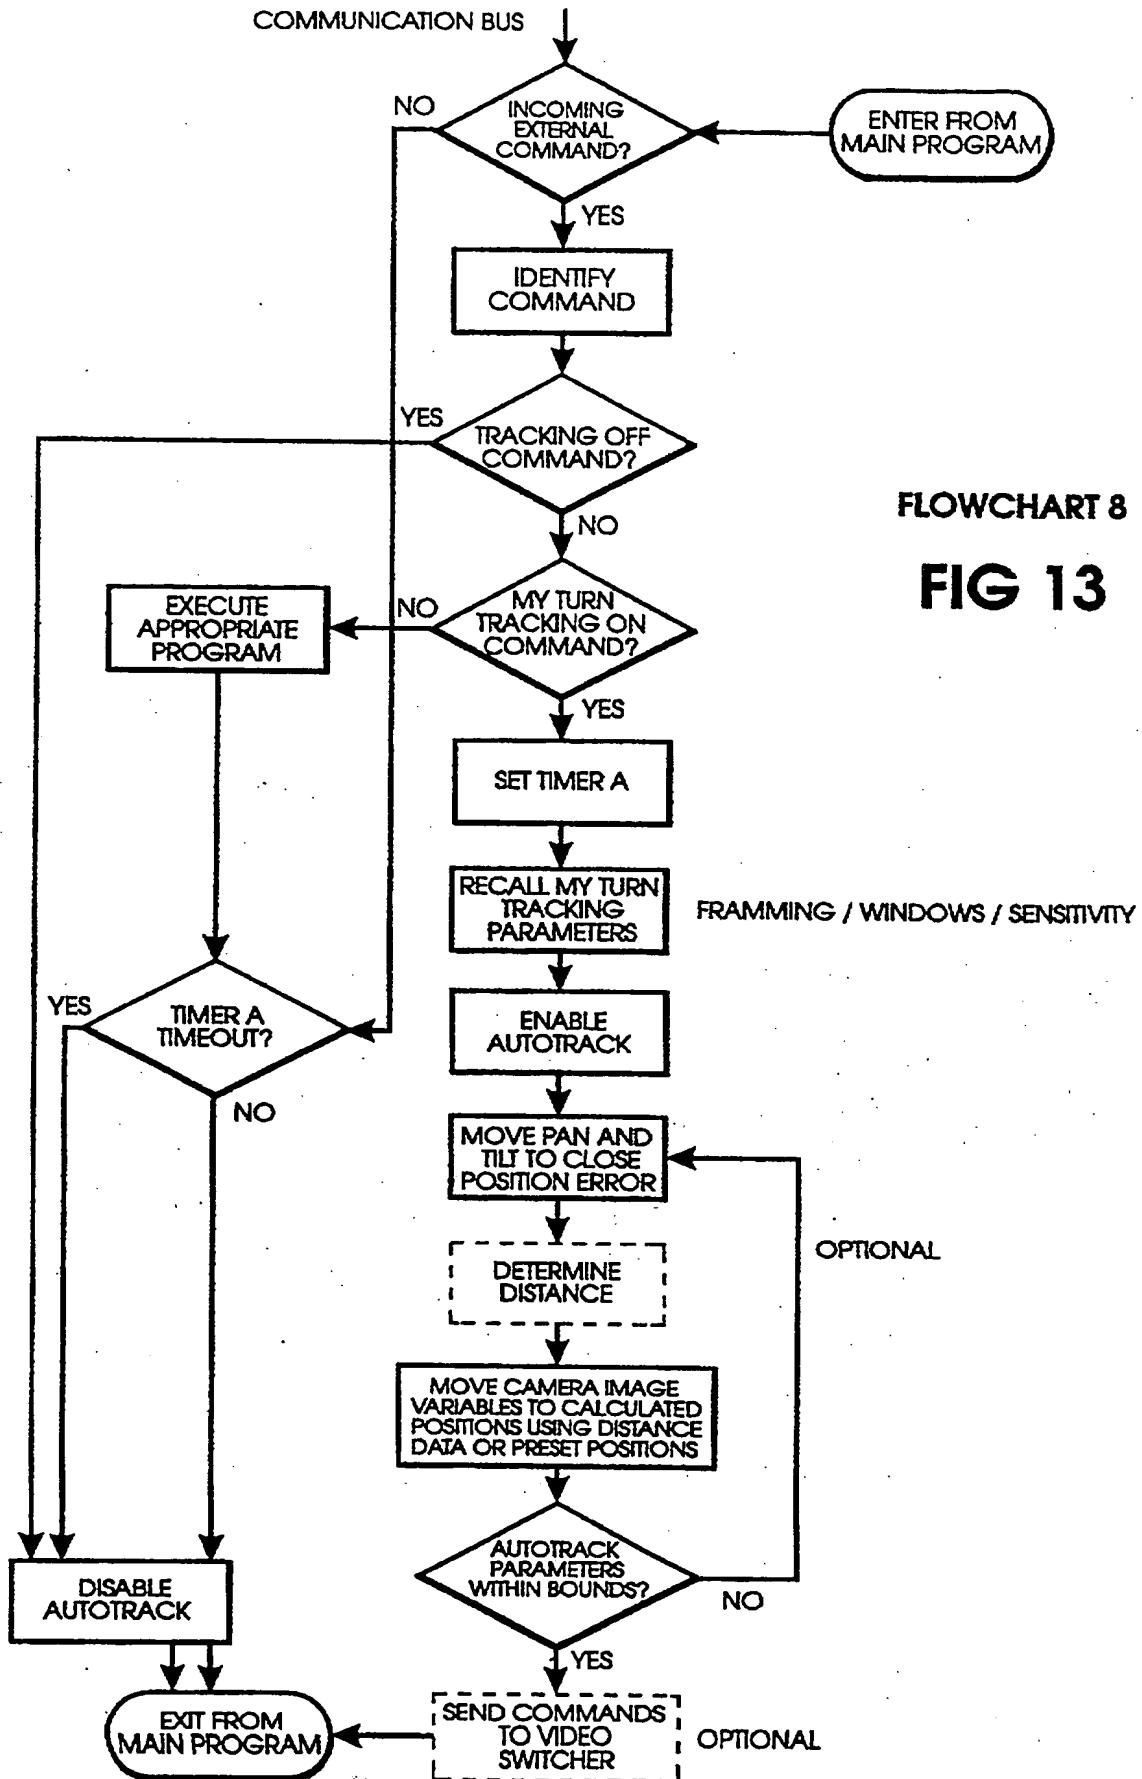 COMMUNICATION BUS
NO
INCOMING
EXTERNAL
COMMAND?
ENTER FROM
MAIN PROGRAM
YES
IDENTIFY
COMMAND
YES
TRACKING OFF
COMMAND?
FLOWCHART 8
NO
FIG 13
EXECUTE
APPROPRIATE
PROGRAM
NO
MY TURN
TRACKING ON
COMMAND?
YES
SET TIMER A
RECALL MY TURN
TRACKING
PARAMETERS
FRAMMING / WINDOWS / SENSITIVITY
YES
TIMER A
TIMEOUT?
NO
ENABLE
AUTOTRACK
MOVE PAN AND
TILT TO CLOSE
POSITION ERROR
OPTIONAL
DETERMINE
DISTANCE
MOVE CAMERA IMAGE
VARIABLES TO CALCULATED
POSITIONS USING DISTANCE
DATA OR PRESET POSITIONS
AUTOTRACK
PARAMETERS
WITHIN BOUNDS?
NO
DISABLE
AUTOTRACK
YES
EXIT FROM
MAIN PROGRAM
SEND COMMANDS
TO VIDEO
SWITCHER
OPTIONAL